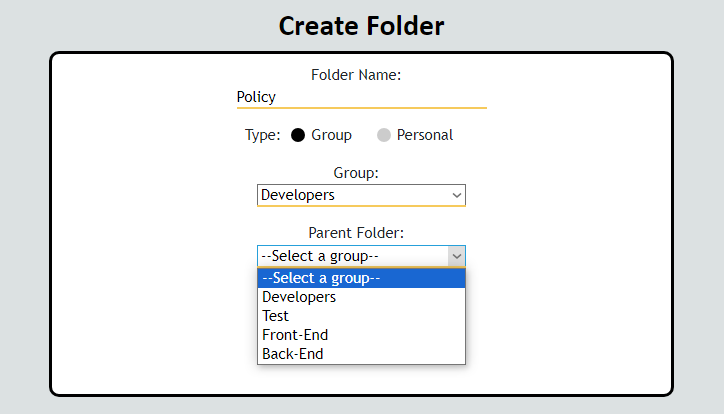 Create Folder
Folder Name:
Policy
Type: Group Personal
Group:
Developers
Parent Folder:
--Select a group--
--Select a group--
Developers
Test
Front-End
Back-End